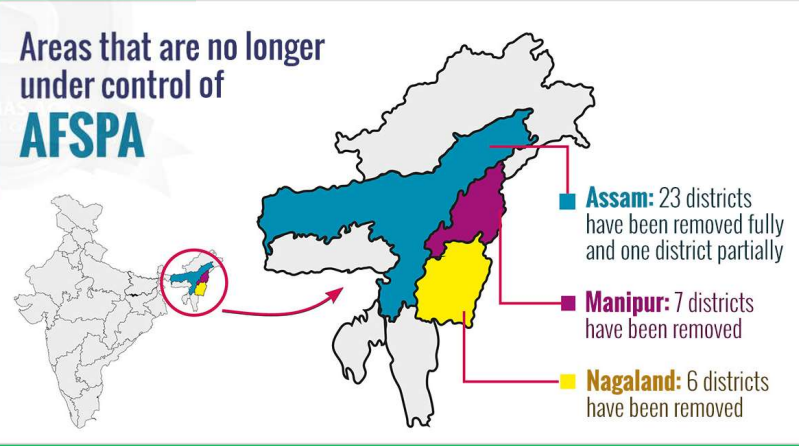 Areas that are no longer
under control of
AFSPA
Assam: 23 districts
have been removed fully
and one district partially
Manipur: 7 districts
have been removed
Nagaland: 6 districts
have been removed